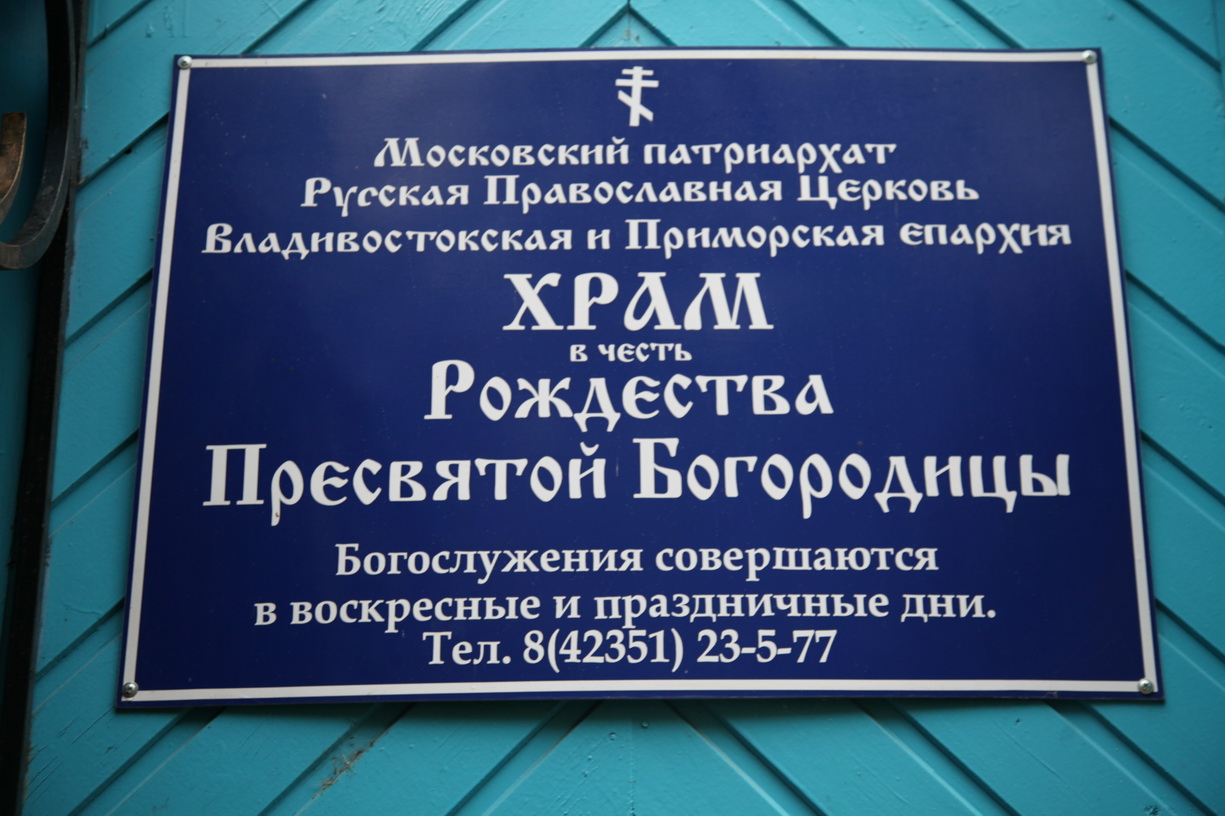 Московский патриархат
Русская Православная Церковь
Владивостокская и Приморская епархия
ХРАМ
в честь
Рождества
Пресвятой Богородицы
Богослужения совершаются
в воскресные и праздничные дни.
Тел. 8(42351) 23-5-77